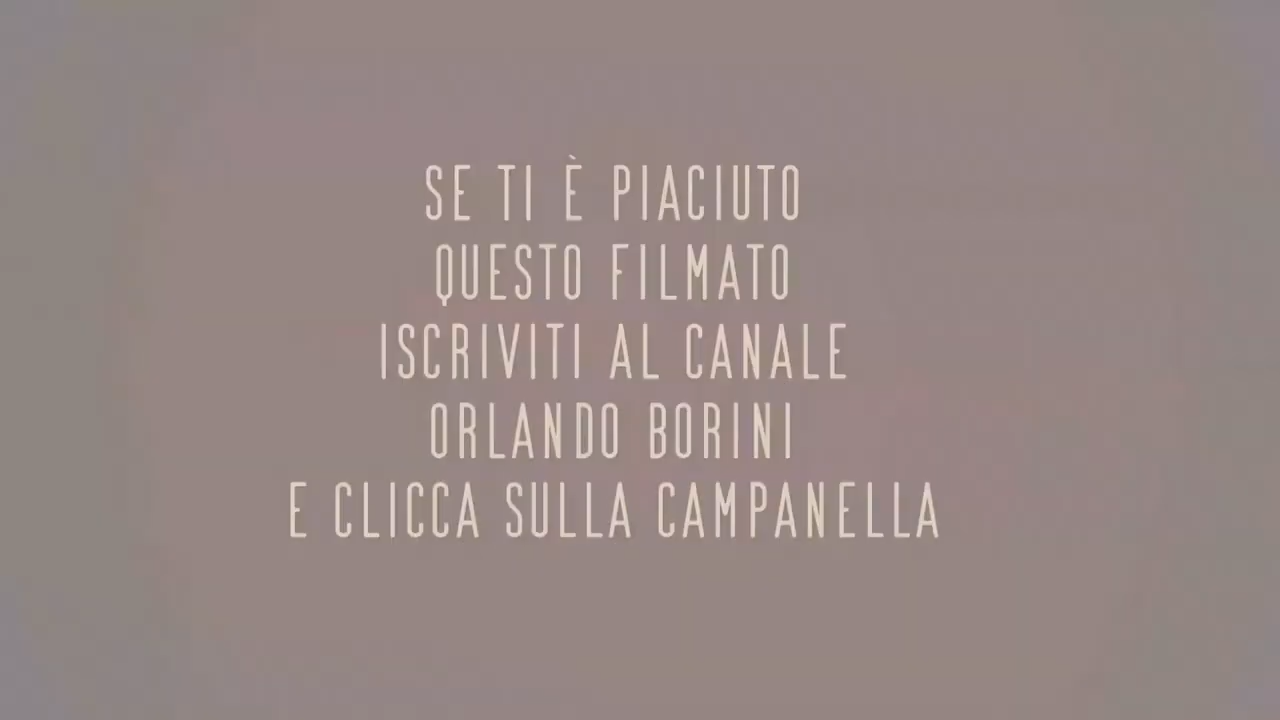 SE TI È PIACIUTO
QUESTO FILMATO
ISCRIVITI AL CANALE
ORLANDO BORINI
E CLICCA SULLA CAMPANELLA